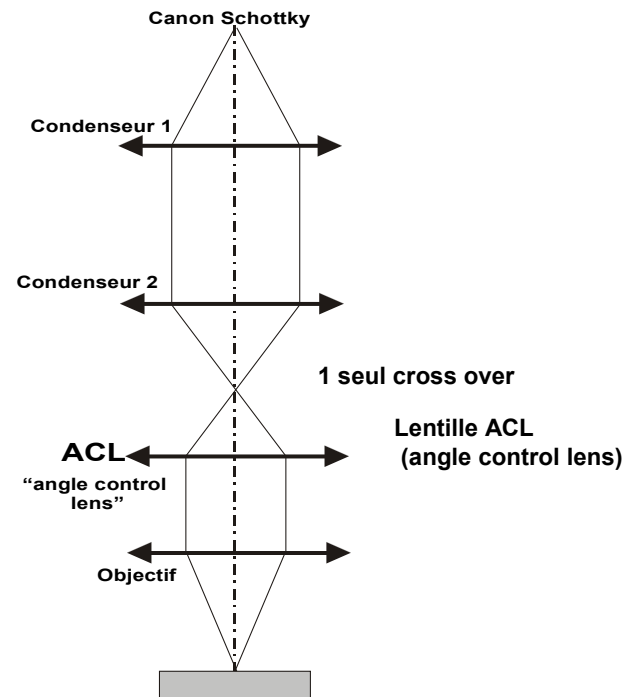 Canon Schottky
Condenseur 1
Condenseur 2
1 seul cross over
Lentille ACL
(angle control lens)
ACL
“angle control
lens”
Objectif